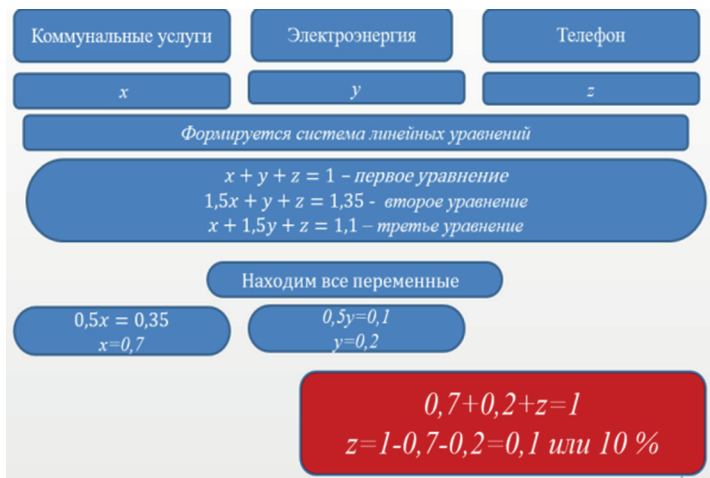 Коммунальные услуги
Электроэнергия
Телефон
x
y
z
Формируется система линейных уравнений
x + y + z = 1 – первое уравнение
1,5x + y + z = 1,35 - второе уравнение
x + 1,5y + z = 1,1 – третье уравнение
Находим все переменные
0,5x = 0,35
x=0,7
0,5y=0,1
y=0,2
0,7+0,2+z=1
z=1-0,7-0,2=0,1 или 10 %